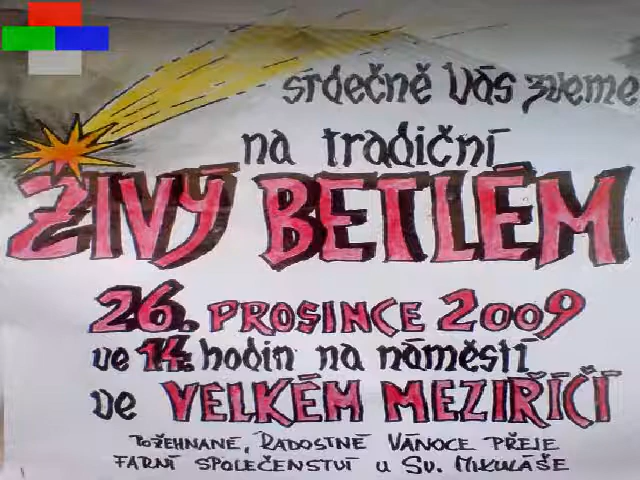 srdečně Vás zveme
na tradiční
ŽIVÝ BETLÉM
26. PROSINCE 2009
ve 14. hodin na náměstí
ve VELKÉM MEZIŘÍČÍ
POŽEHNANÉ, RADOSTNÉ VÁNOCE PŘEJE
FARNÍ SPOLEČENSTVÍ U SV. MIKULÁŠE